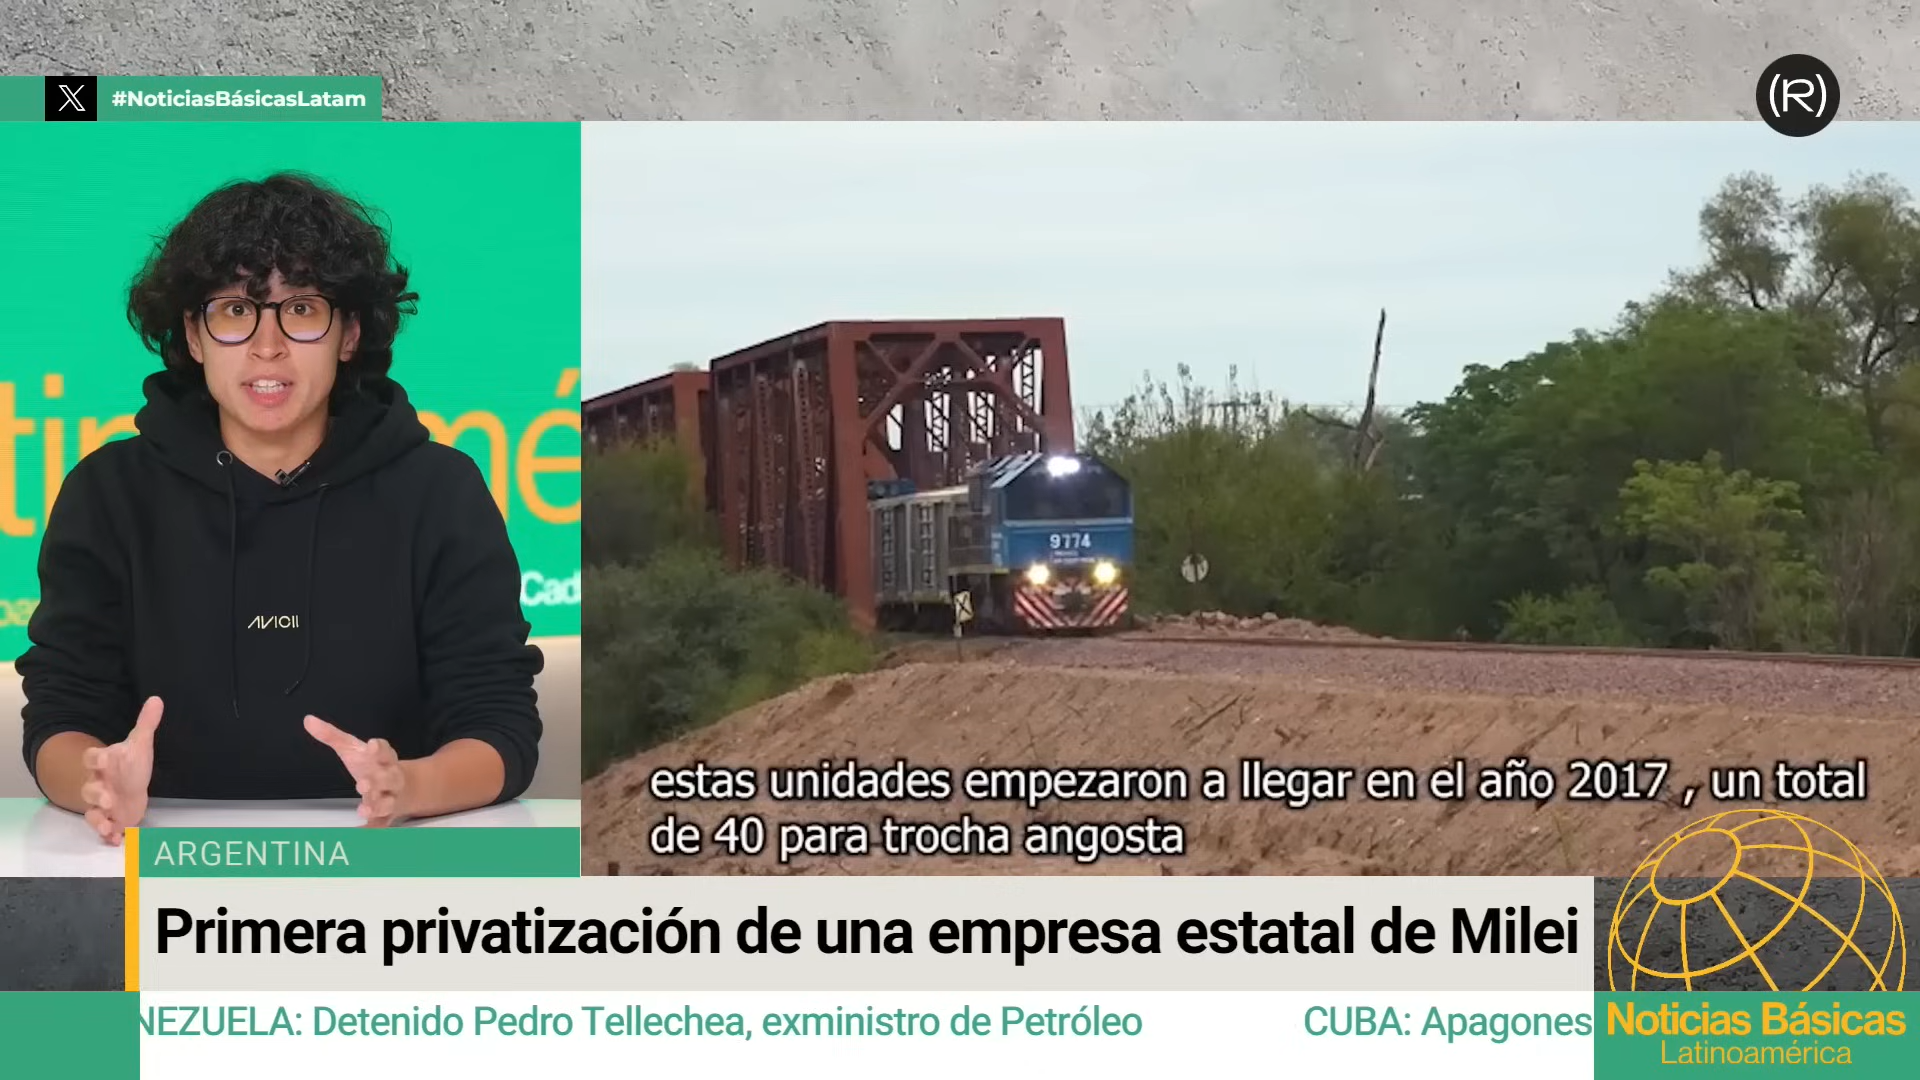 #NoticiasBásicasLatam
(R)
AVICII
Cad
9774
estas unidades empezaron a llegar en el año 2017 , un total
de 40 para trocha angosta
ARGENTINA
Primera privatización de una empresa estatal de Milei
NEZUELA: Detenido Pedro Tellechea, exministro de Petróleo
CUBA: Apagones
Noticias Básicas
Latinoamérica